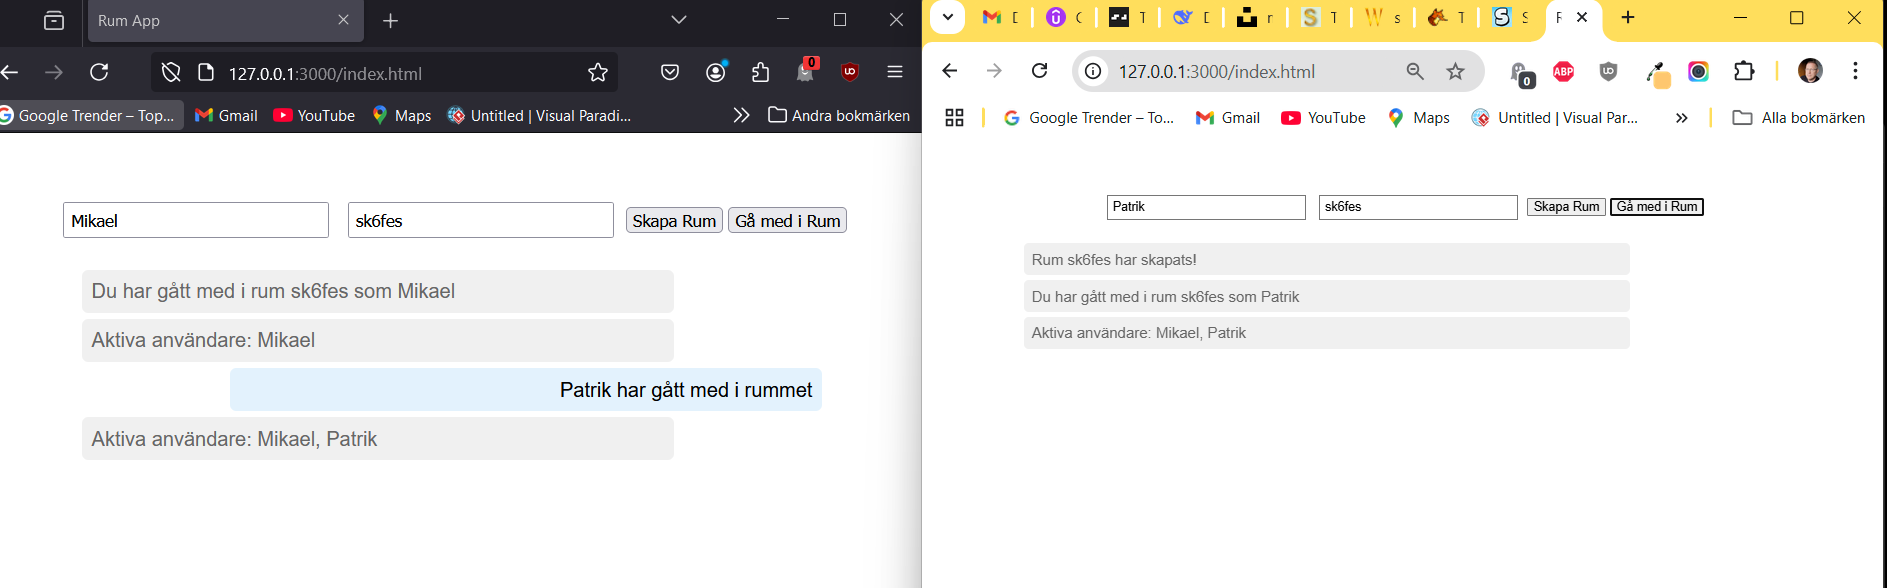 Rum App
127.0.0.1:3000/index.html
0
Google Trender – Top...
Gmail
YouTube
Maps
Untitled | Visual Paradi...
Andra bokmärken
Mikael
sk6fes
Skapa Rum
Gå med i Rum
Du har gått med i rum sk6fes som Mikael
Aktiva användare: Mikael
Patrik har gått med i rummet
Aktiva användare: Mikael, Patrik
127.0.0.1:3000/index.html
0
ABP
Google Trender – To...
Gmail
YouTube
Maps
Untitled | Visual Par...
Alla bokmärken
Patrik
sk6fes
Skapa Rum
Gå med i Rum
Rum sk6fes har skapats!
Du har gått med i rum sk6fes som Patrik
Aktiva användare: Mikael, Patrik